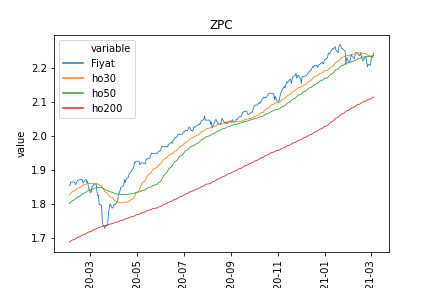 ZPC
variable
Fiyat
ho30
ho50
ho200
value
2.2
2.1
2.0
1.9
1.8
1.7
20-03
20-05
20-07
20-09
20-11
21-01
21-03